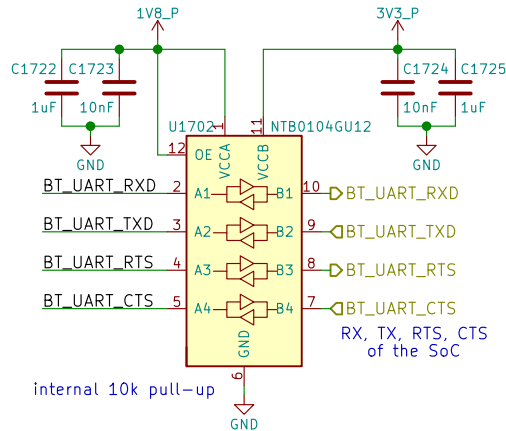 1V8_P 3V3_P
C1722 C1723 C1724 C1725
1uF 10nF 10nF 1uF
GND GND
U1702 1 11 NTB0104GU12
12 OE VCCA VCCB
BT_UART_RXD 2 A1 B1 10 BT_UART_RXD
BT_UART_TXD 3 A2 B2 9 BT_UART_TXD
BT_UART_RTS 4 A3 B3 8 BT_UART_RTS
BT_UART_CTS 5 A4 B4 7 BT_UART_CTS
GND
RX, TX, RTS, CTS
of the SoC
6
internal 10k pull-up
GND